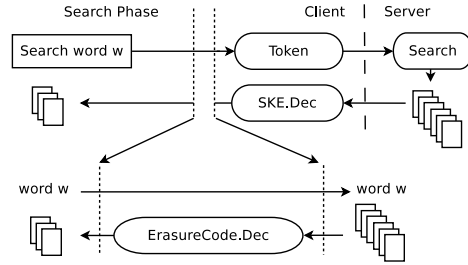 Search Phase Client Server
Search word w Token Search
SKE.Dec
word w word w
ErasureCode.Dec